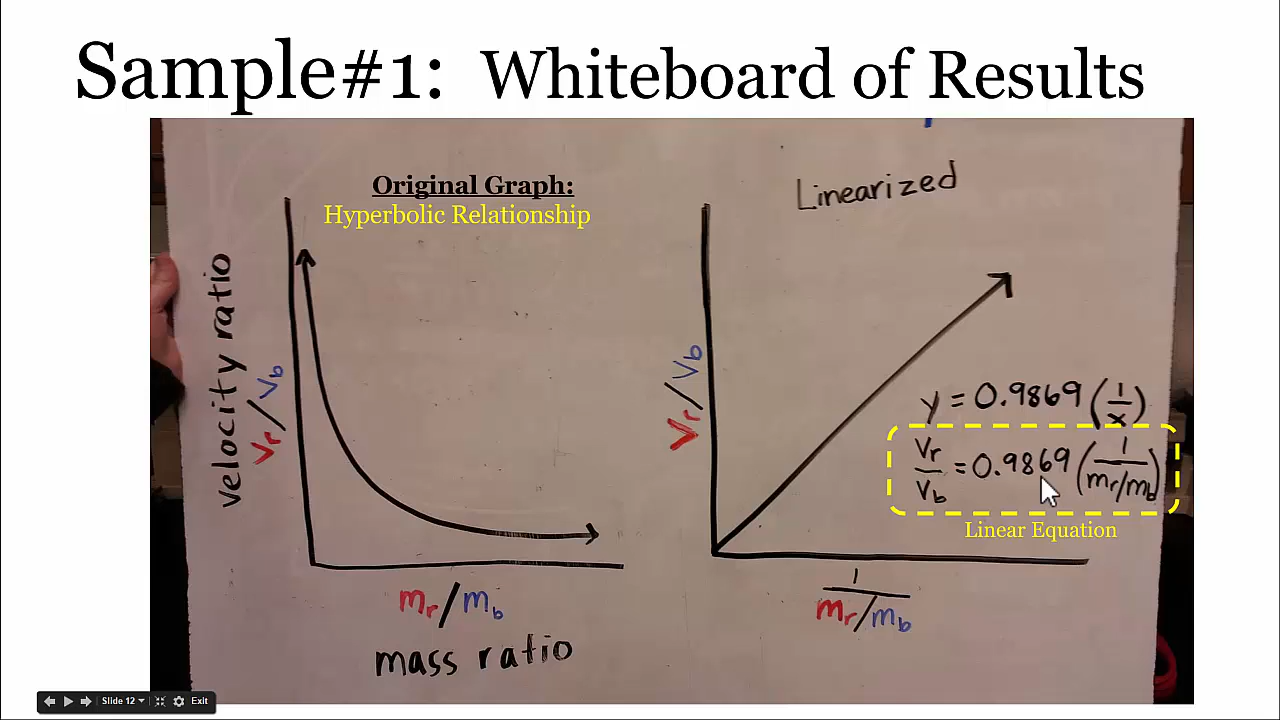 Sample#1: Whiteboard of Results
Original Graph:
Hyperbolic Relationship
velocity ratio
Vr/Vb
mr/mb
mass ratio
Linearized
Vr/Vb
y = 0.9869 (1/x)
Vr/Vb = 0.9869 (1/mr/mb)
Linear Equation
1
mr/mb
Slide 12
Exit